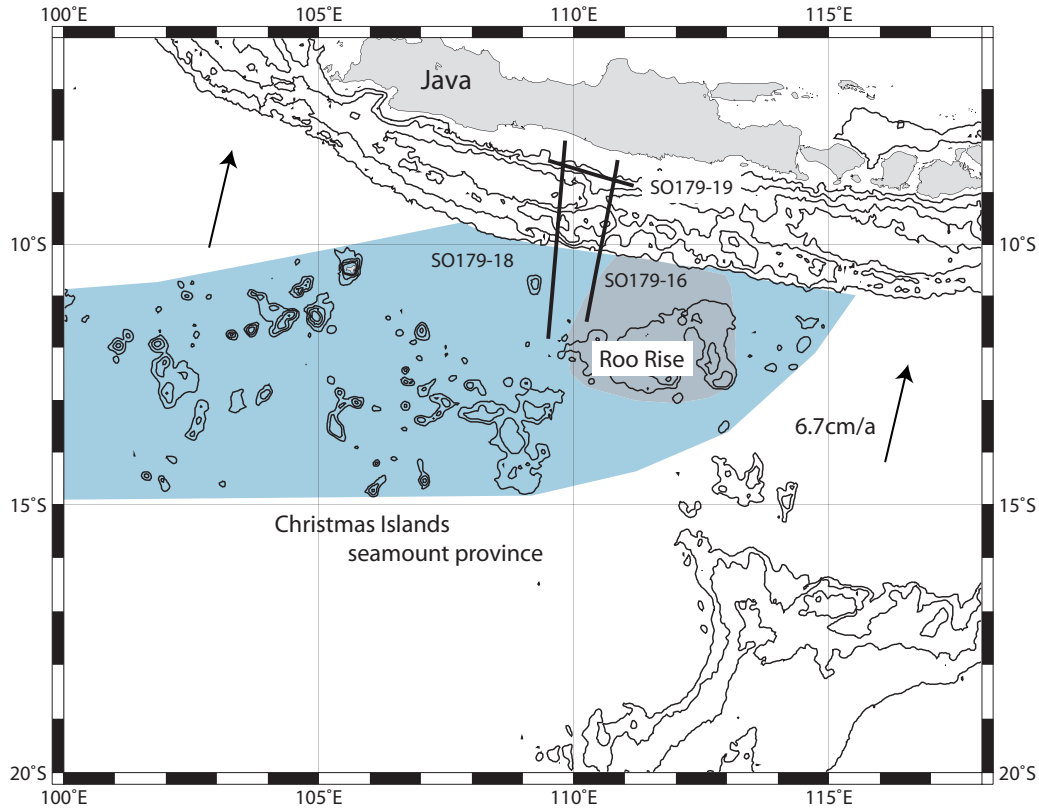 100°E
105°E
110°E
115°E
Java
SO179-19
10°S
10°S
SO179-18
SO179-16
Roo Rise
6.7cm/a
15°S
15°S
Christmas Islands
seamount province
20°S
20°S
100°E
105°E
110°E
115°E